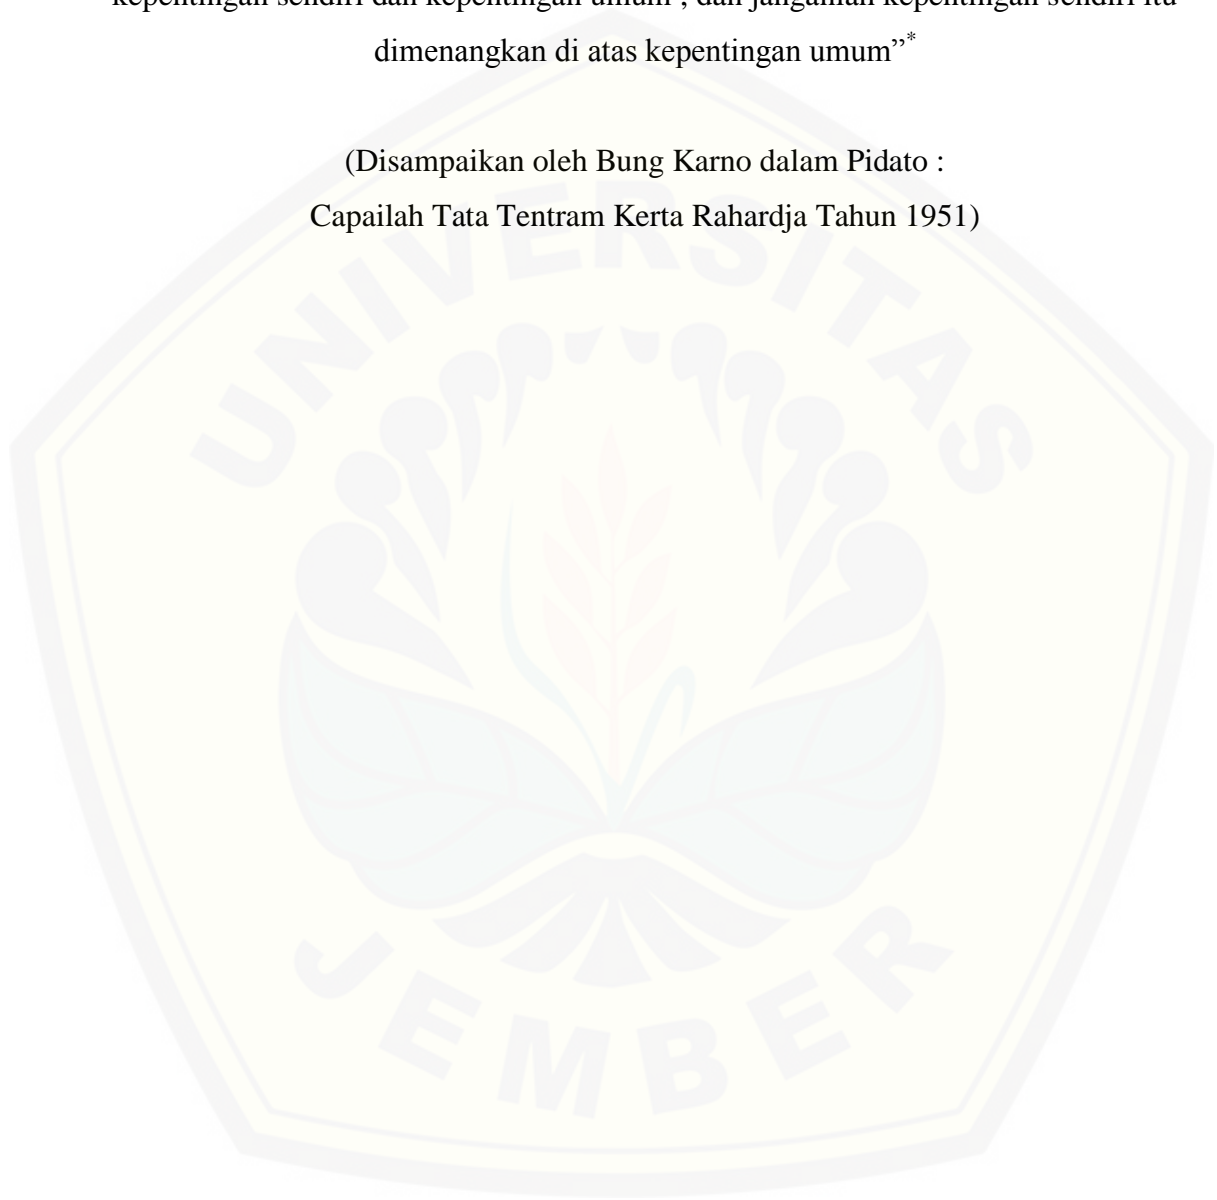 kepentingan sendiri dan kepentingan umum , dan janganlah kepentingan sendiri itu
dimenangkan di atas kepentingan umum”*
(Disampaikan oleh Bung Karno dalam Pidato :
Capailah Tata Tentram Kerta Rahardja Tahun 1951)
UNIVERSITAS
JEMBER